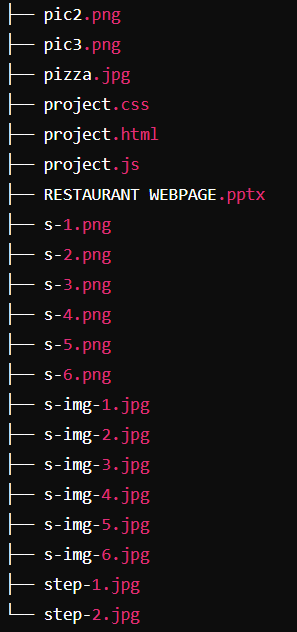 ├── pic2.png
├── pic3.png
├── pizza.jpg
├── project.css
├── project.html
├── project.js
├── RESTAURANT WEBPAGE.pptx
├── s-1.png
├── s-2.png
├── s-3.png
├── s-4.png
├── s-5.png
├── s-6.png
├── s-img-1.jpg
├── s-img-2.jpg
├── s-img-3.jpg
├── s-img-4.jpg
├── s-img-5.jpg
├── s-img-6.jpg
├── step-1.jpg
└── step-2.jpg